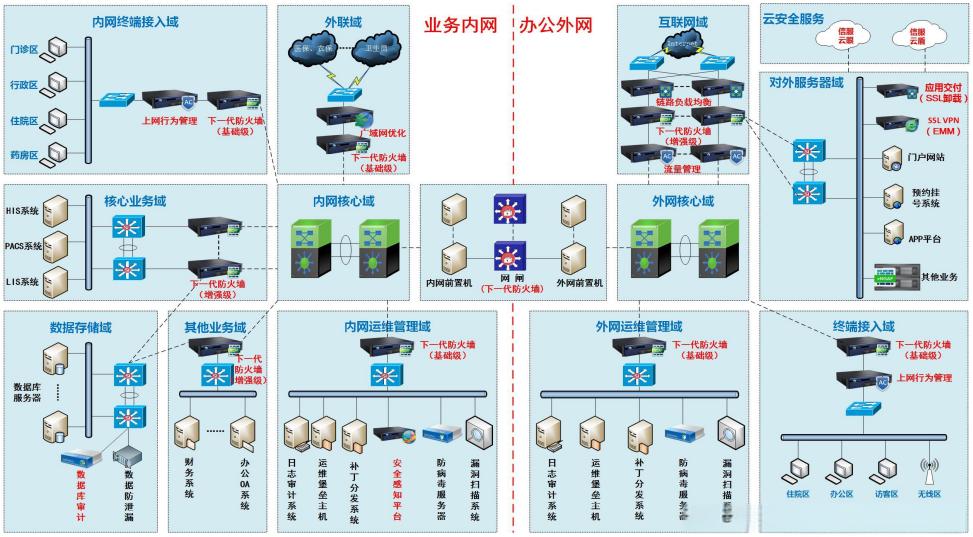 业务内网
办公外网
内网终端接入域
门诊区
行政区
住院区
药房区
AC
上网行为管理
下一代防火墙
（基础级）
外联域
医保、农保
卫生局
广域网优化
下一代防火墙
（基础级）
互联网域
Internet
链路负载均衡
下一代防火墙
（增强级）
AC
AC
流量管理
云安全服务
信服
云眼
信服
云盾
对外服务器域
应用交付
（SSL卸载）
SSL VPN
（EMM）
门户网站
预约挂
号系统
APP平台
其他业务
核心业务域
HIS系统
PACS系统
LIS系统
下一代防火墙
（增强级）
内网核心域
内网前置机
网 闸
(下一代防火墙)
外网前置机
外网核心域
数据存储域
数据库
服务器
数据库审计
数据防泄漏
其他业务域
下一代
防火墙
增强级）
财务系统
办公OA系统
内网运维管理域
下一代防火墙
（基础级）
日志审计系统
运维堡垒主机
补丁分发系统
安全感知平台
防病毒服务器
漏洞扫描系统
外网运维管理域
下一代防火墙
（基础级）
日志审计系统
运维堡垒主机
补丁分发系统
防病毒服务器
漏洞扫描系统
终端接入域
下一代防火墙
（基础级）
AC
上网行为管理
住院区
办公区
访客区
无线区